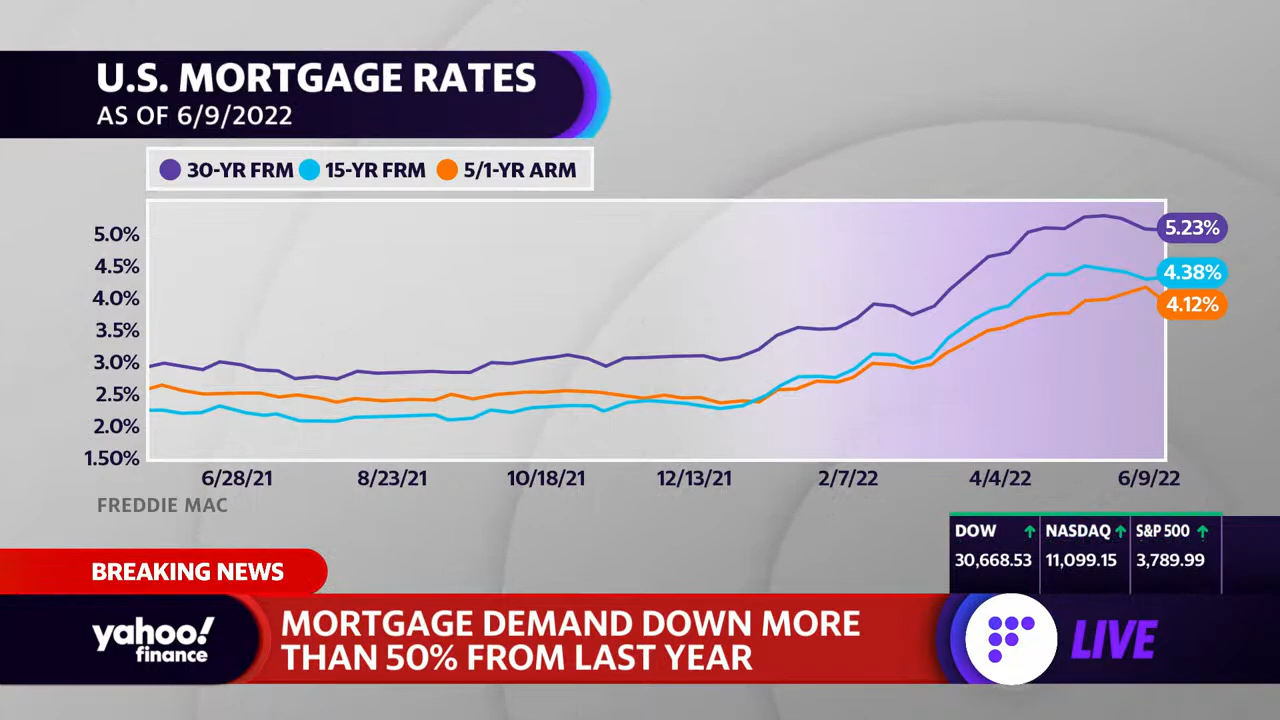 U.S. MORTGAGE RATES
AS OF 6/9/2022
30-YR FRM 15-YR FRM 5/1-YR ARM
5.0%
4.5%
4.0%
3.5%
3.0%
2.5%
2.0%
1.50%
5.23%
4.38%
4.12%
6/28/21 8/23/21 10/18/21 12/13/21 2/7/22 4/4/22 6/9/22
FREDDIE MAC
DOW NASDAQ S&P 500
30,668.53 11,099.15 3,789.99
BREAKING NEWS
yahoo!
finance
MORTGAGE DEMAND DOWN MORE
THAN 50% FROM LAST YEAR
LIVE